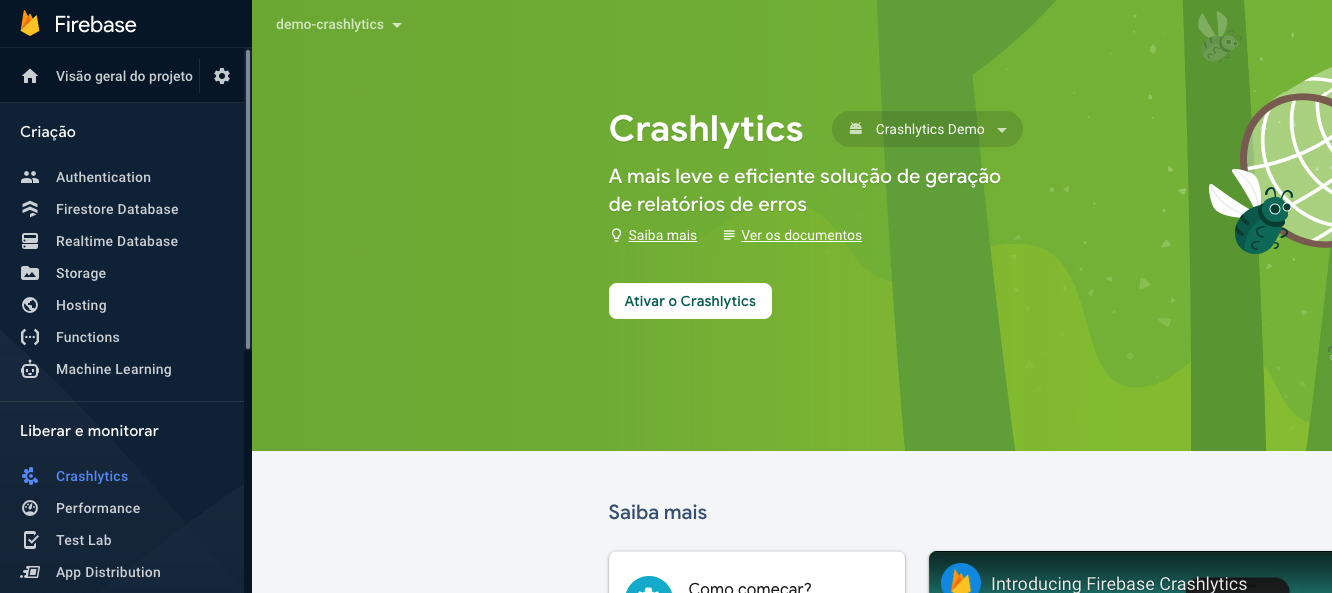 Firebase
demo-crashlytics
Visão geral do projeto
Criação
Authentication
Firestore Database
Realtime Database
Storage
Hosting
Functions
Machine Learning
Liberar e monitorar
Crashlytics
Performance
Test Lab
App Distribution
Crashlytics
Crashlytics Demo
A mais leve e eficiente solução de geração
de relatórios de erros
Saiba mais
Ver os documentos
Ativar o Crashlytics
Saiba mais
Como começar?
Introducing Firebase Crashlytics